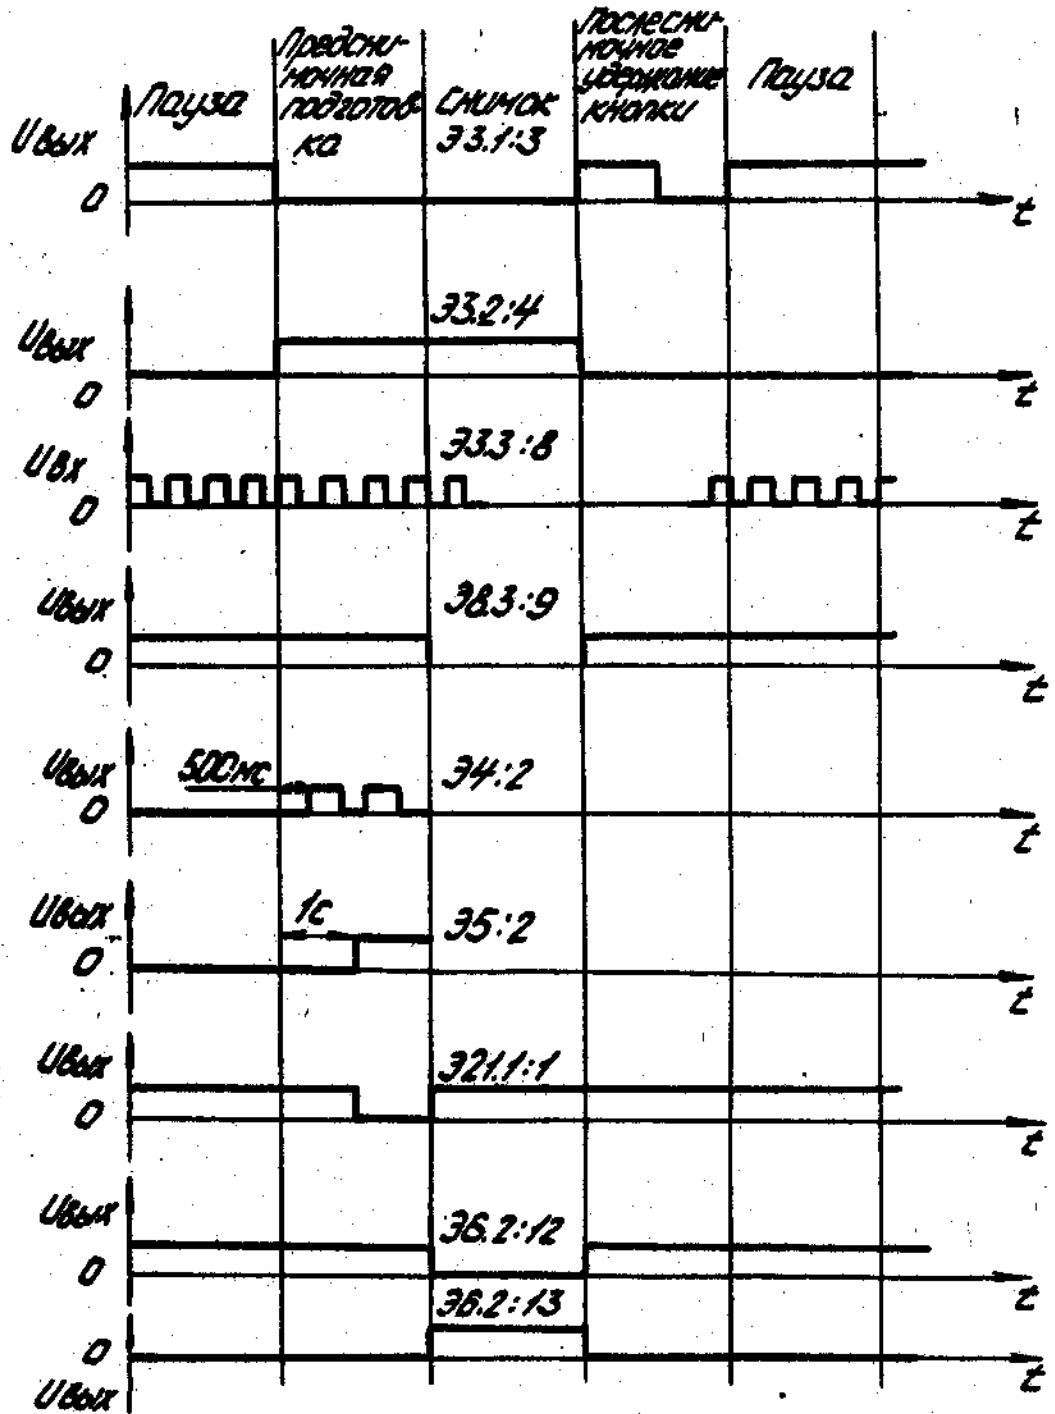 Пауза
Предсни-
мочная
подготов-
ка
Снимок
Послесни-
мочное
удержание
кнопки
Пауза
Uвых
Э3.1:3
0
t
Э3.2:4
Uвых
0
t
Э3.3:8
Uвх
0
t
Э8.3:9
Uвых
0
t
Uвых
500мс
Э4:2
0
t
Uвых
1с
Э5:2
0
t
Uвых
Э21.1:1
0
t
Uвых
Э6.2:12
0
t
Э6.2:13
0
t
Uвых